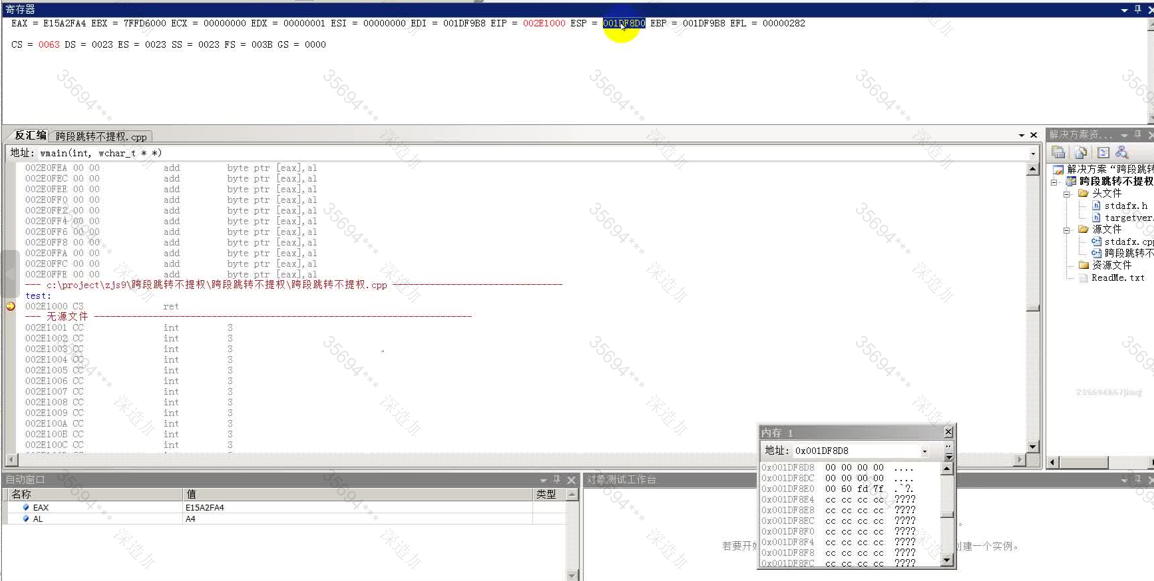 寄存器
EAX = E15A2FA4 EBX = 7FFD6000 ECX = 00000000 EDX = 00000001 ESI = 00000000 EDI = 001DF9B8 EIP = 002E1000 ESP = 001DF8D0 EBP = 001DF9B8 EFL = 00000282
CS = 0063 DS = 0023 ES = 0023 SS = 0023 FS = 003B GS = 0000
反汇编 跨段跳转不提权.cpp
地址: wmain(int, wchar_t * *)
002E0FEA 00 00 add byte ptr [eax],al
002E0FEC 00 00 add byte ptr [eax],al
002E0FEE 00 00 add byte ptr [eax],al
002E0FF0 00 00 add byte ptr [eax],al
002E0FF2 00 00 add byte ptr [eax],al
002E0FF4 00 00 add byte ptr [eax],al
002E0FF6 00 00 add byte ptr [eax],al
002E0FF8 00 00 add byte ptr [eax],al
002E0FFA 00 00 add byte ptr [eax],al
002E0FFC 00 00 add byte ptr [eax],al
002E0FFE 00 00 add byte ptr [eax],al
--- c:\project\zjs9\跨段跳转不提权\跨段跳转不提权\跨段跳转不提权.cpp
test:
002E1000 C3 ret
--- 无源文件
002E1001 CC int 3
002E1002 CC int 3
002E1003 CC int 3
002E1004 CC int 3
002E1005 CC int 3
002E1006 CC int 3
002E1007 CC int 3
002E1008 CC int 3
002E1009 CC int 3
002E100A CC int 3
002E100B CC int 3
002E100C CC int 3
解决方案资...
解决方案“跨段跳转
跨段跳转不提权
头文件
stdafx.h
targetver.
源文件
stdafx.cp
跨段跳转不
资源文件
ReadMe.txt
自动窗口
名称 值 类型
EAX E15A2FA4
AL A4
对象测试工作台
若要开始
创建一个实例。
内存 1
地址: 0x001DF8D8
0x001DF8D8 00 00 00 00 ....
0x001DF8DC 00 00 00 00 ....
0x001DF8E0 00 60 fd 7f .`?.
0x001DF8E4 cc cc cc cc ????
0x001DF8E8 cc cc cc cc ????
0x001DF8EC cc cc cc cc ????
0x001DF8F0 cc cc cc cc ????
0x001DF8F4 cc cc cc cc ????
0x001DF8F8 cc cc cc cc ????
0x001DF8FC cc cc cc cc ????
35694***
深造加